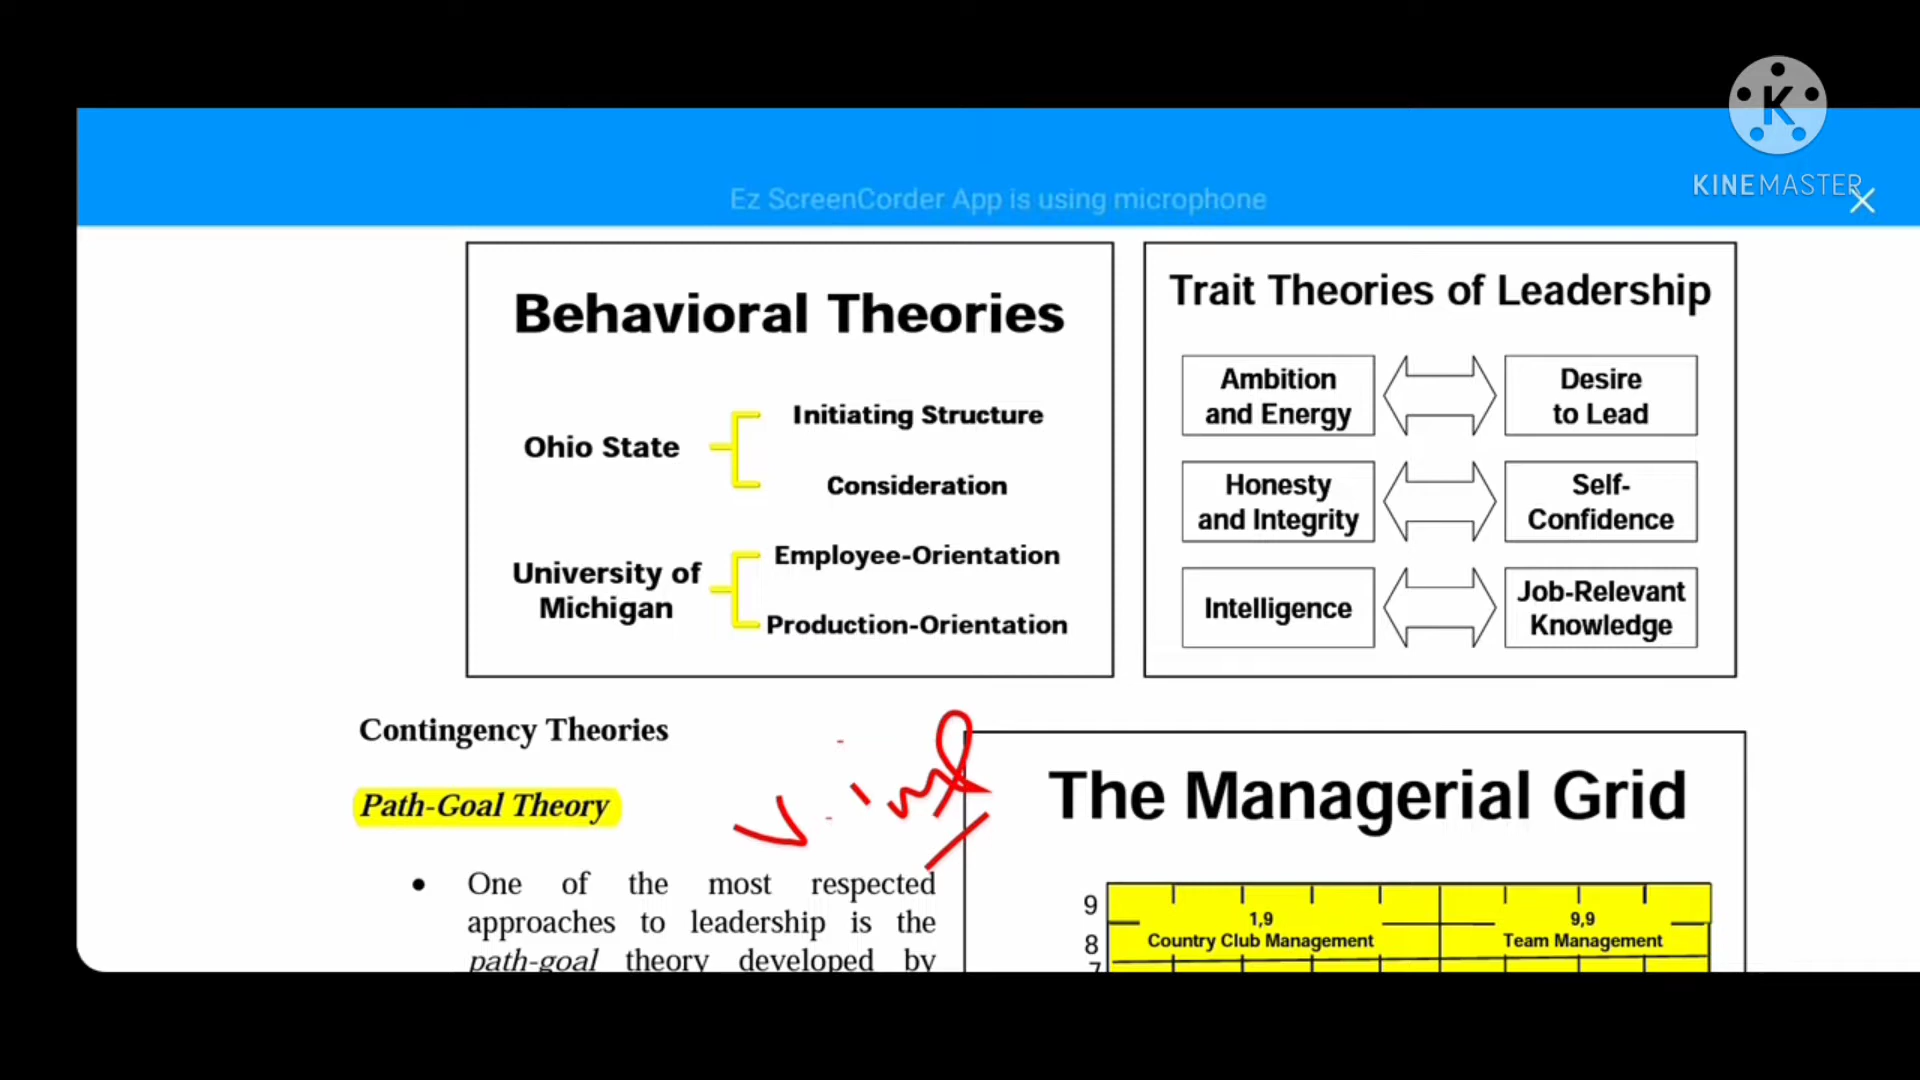 KINEMASTER
Ez ScreenCorder App is using microphone
Behavioral Theories
Ohio State
Initiating Structure
Consideration
University of
Michigan
Employee-Orientation
Production-Orientation
Trait Theories of Leadership
Ambition
and Energy
Desire
to Lead
Honesty
and Integrity
Self-
Confidence
Intelligence
Job-Relevant
Knowledge
Contingency Theories
Path-Goal Theory
V. imp
• One of the most respected
approaches to leadership is the
path-goal theory developed by
The Managerial Grid
9
1,9
Country Club Management
9,9
Team Management
8
7